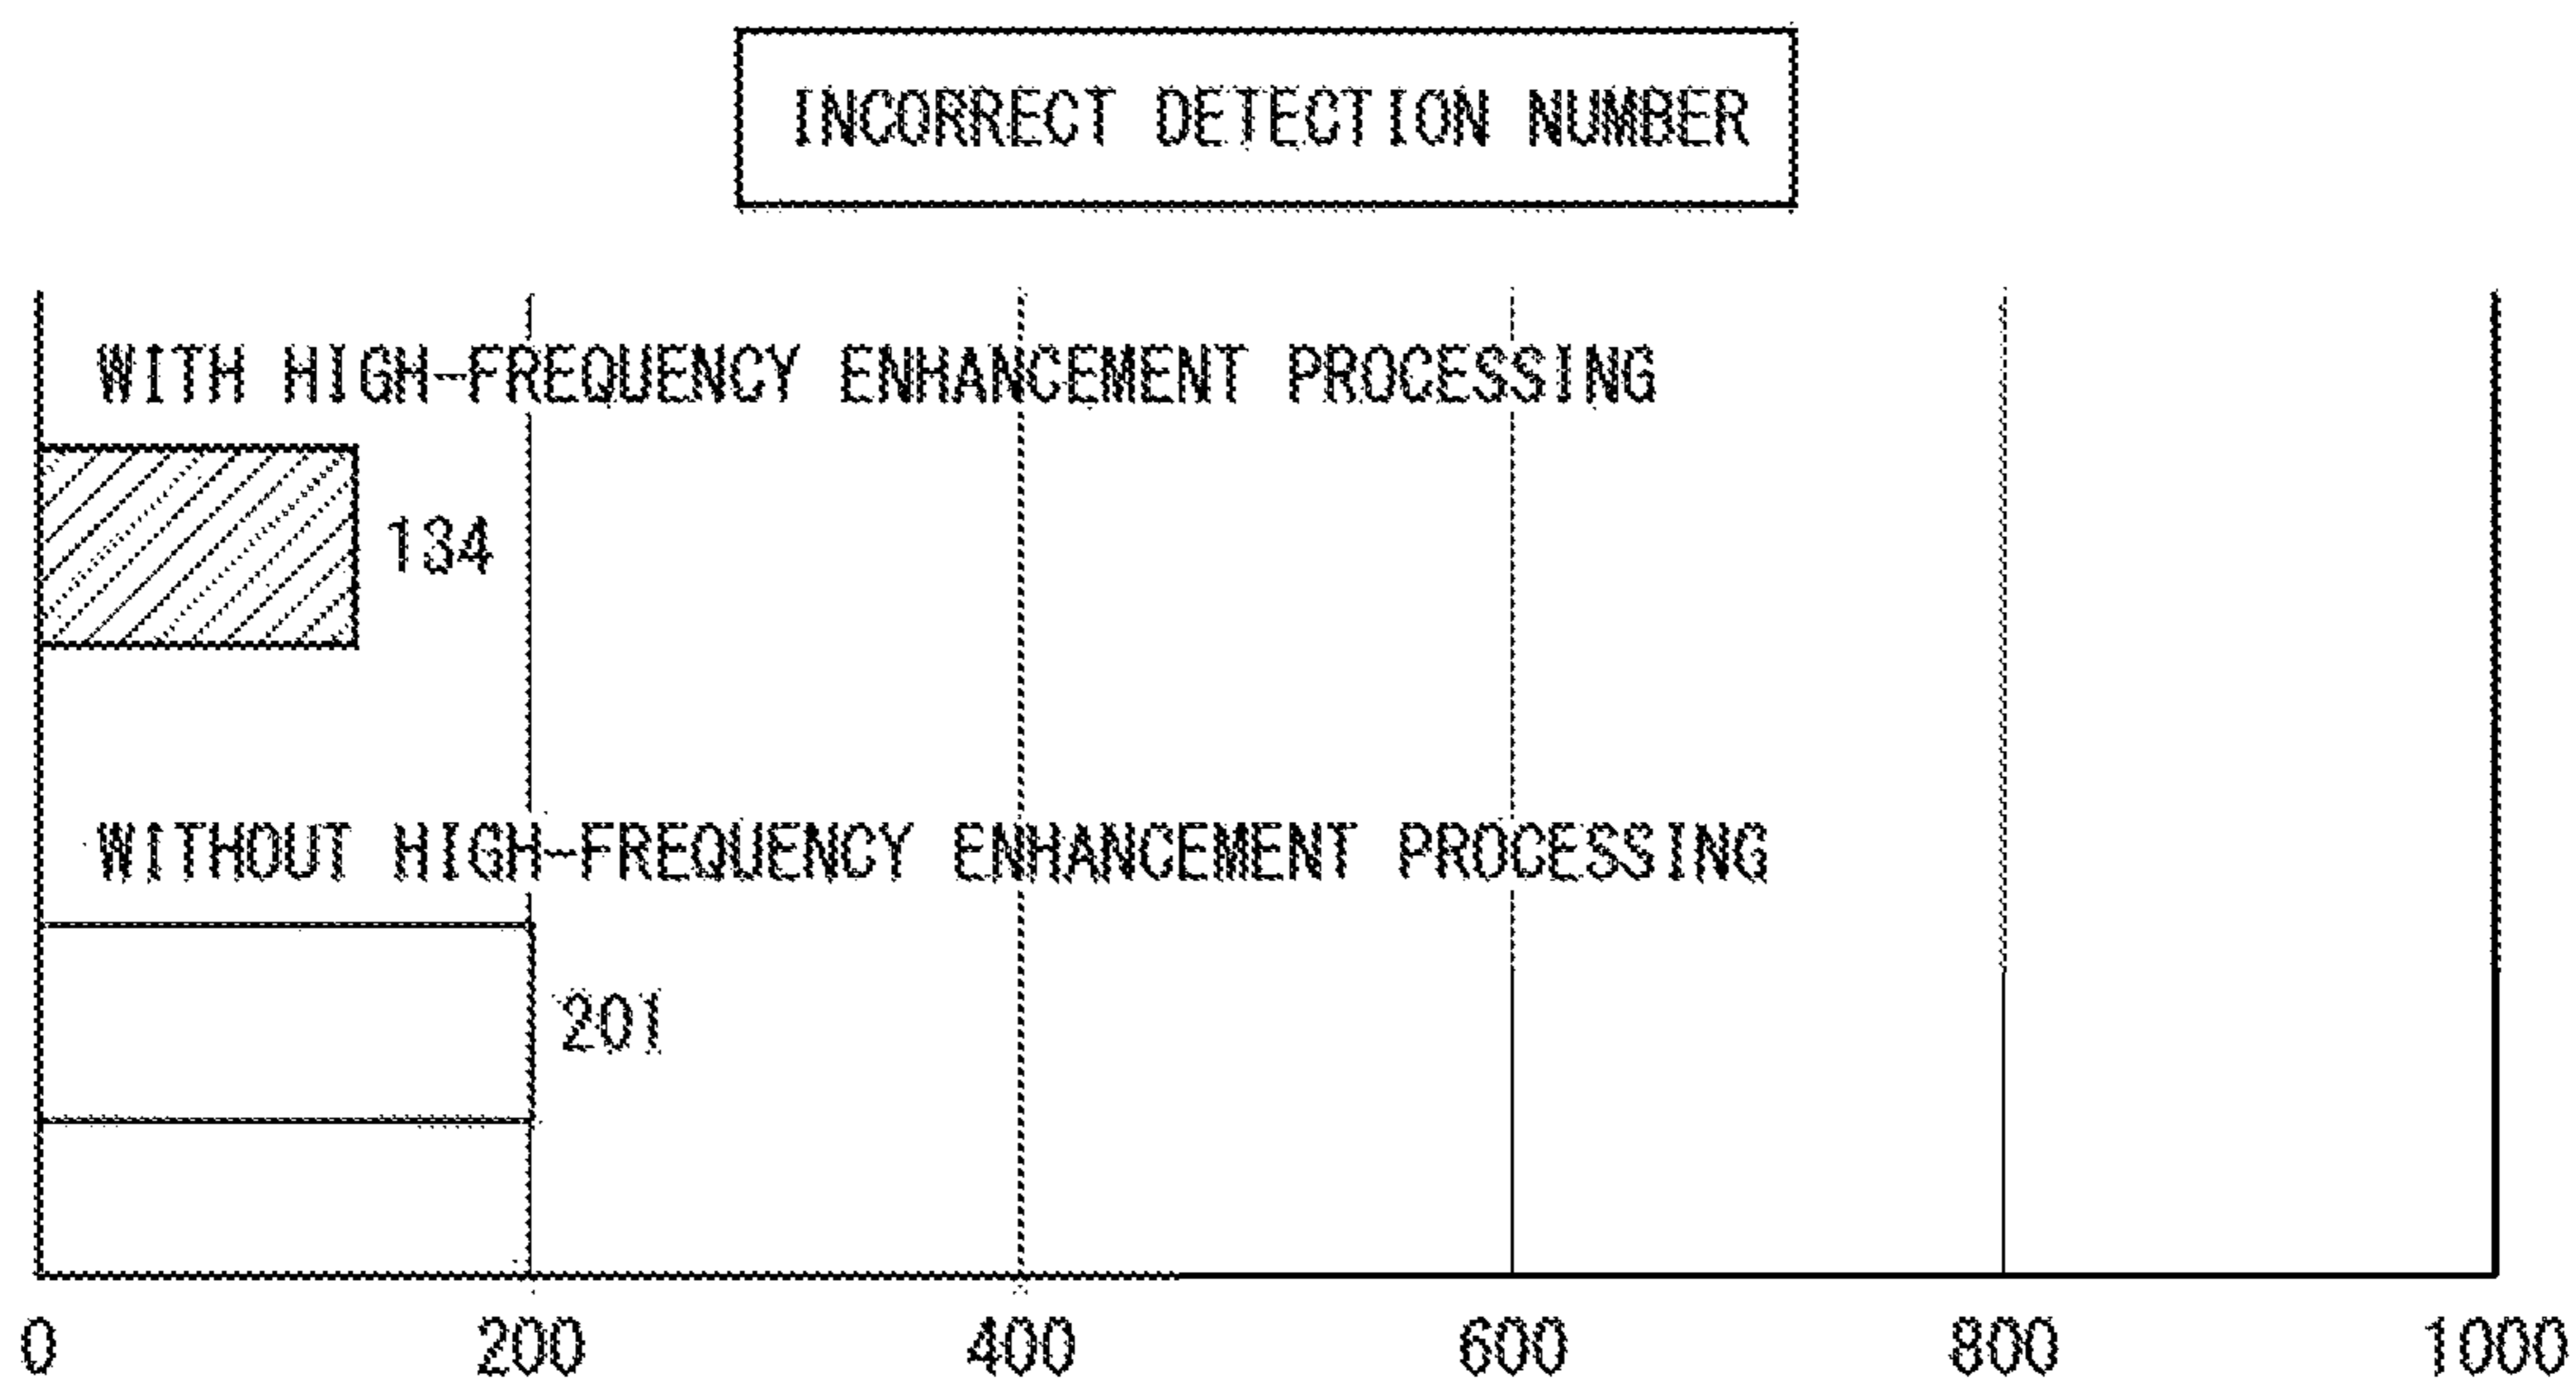 INCORRECT DETECTION NUMBER
WITH HIGH-FREQUENCY ENHANCEMENT PROCESSING
134
WITHOUT HIGH-FREQUENCY ENHANCEMENT PROCESSING
201
0 200 400 600 800 1000